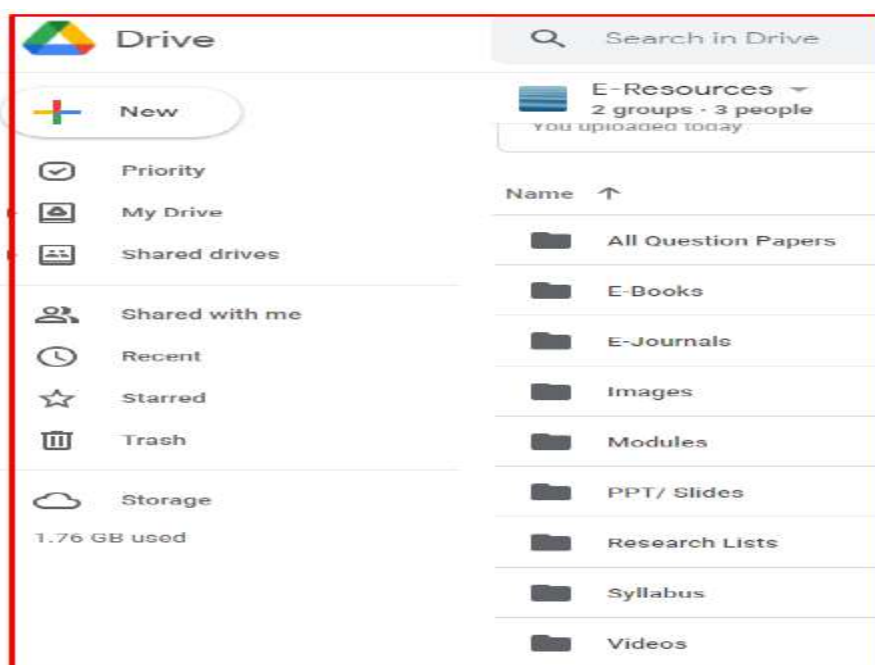 Drive
New
Priority
My Drive
Shared drives
Shared with me
Recent
Starred
Trash
Storage
1.76 GB used
Search in Drive
E-Resources
2 groups · 3 people
You uploaded today
Name ↑
All Question Papers
E-Books
E-Journals
Images
Modules
PPT/ Slides
Research Lists
Syllabus
Videos